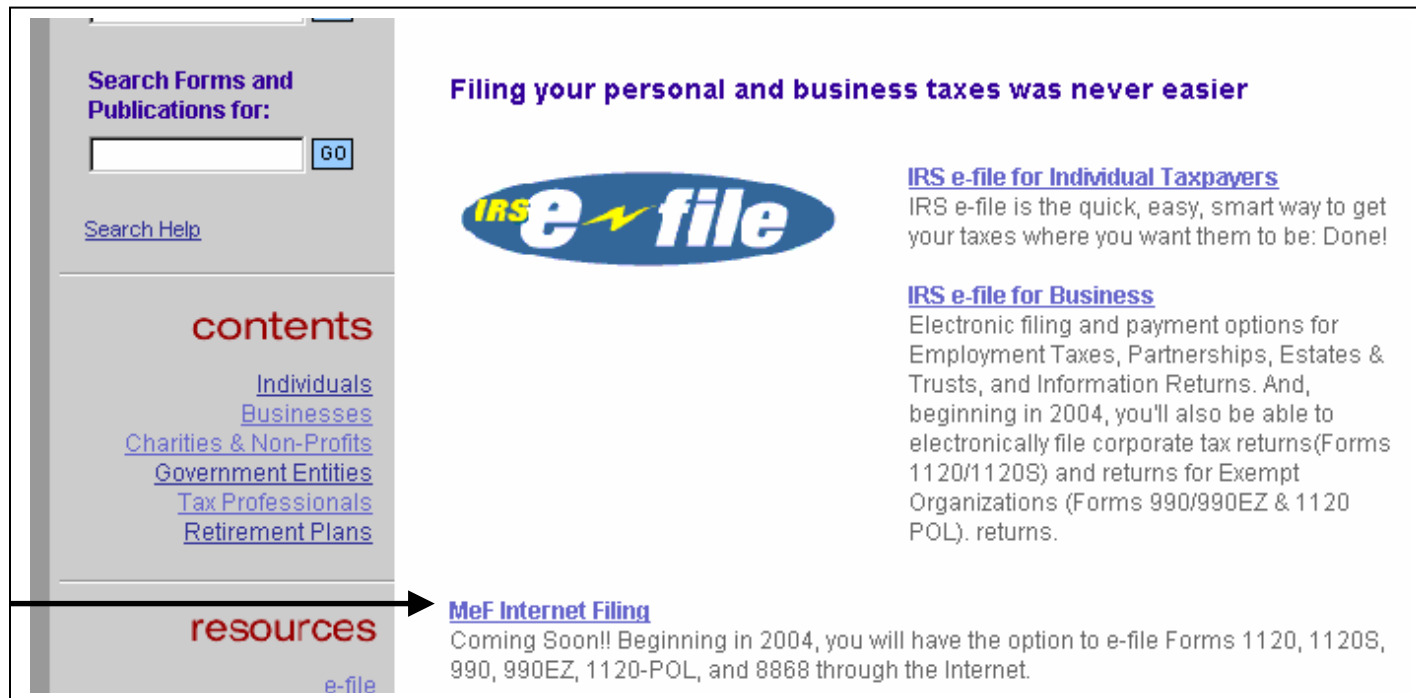 Search Forms and
Publications for:
GO
Search Help
contents
Individuals
Businesses
Charities & Non-Profits
Government Entities
Tax Professionals
Retirement Plans
resources
e-file
Filing your personal and business taxes was never easier
IRS e file
IRS e-file for Individual Taxpayers
IRS e-file is the quick, easy, smart way to get
your taxes where you want them to be: Done!
IRS e-file for Business
Electronic filing and payment options for
Employment Taxes, Partnerships, Estates &
Trusts, and Information Returns. And,
beginning in 2004, you'll also be able to
electronically file corporate tax returns(Forms
1120/1120S) and returns for Exempt
Organizations (Forms 990/990EZ & 1120
POL). returns.
MeF Internet Filing
Coming Soon!! Beginning in 2004, you will have the option to e-file Forms 1120, 1120S,
990, 990EZ, 1120-POL, and 8868 through the Internet.